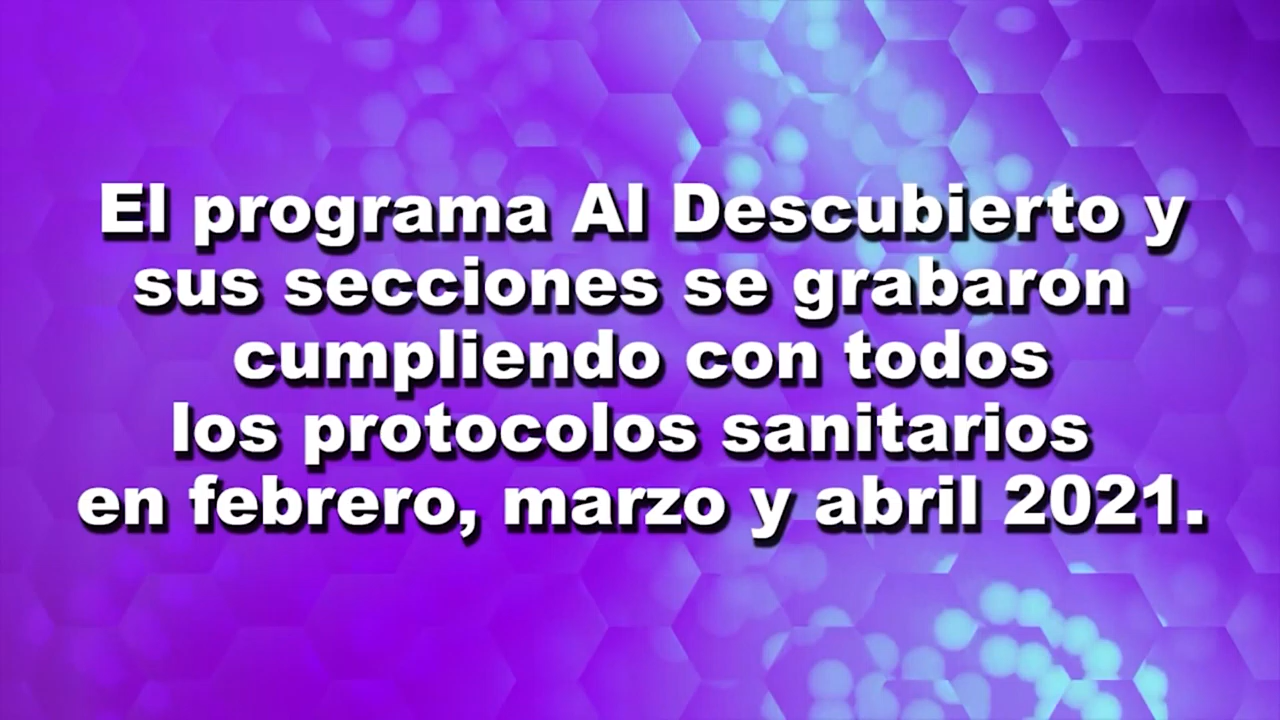 El programa Al Descubierto y
sus secciones se grabaron
cumpliendo con todos
los protocolos sanitarios
en febrero, marzo y abril 2021.